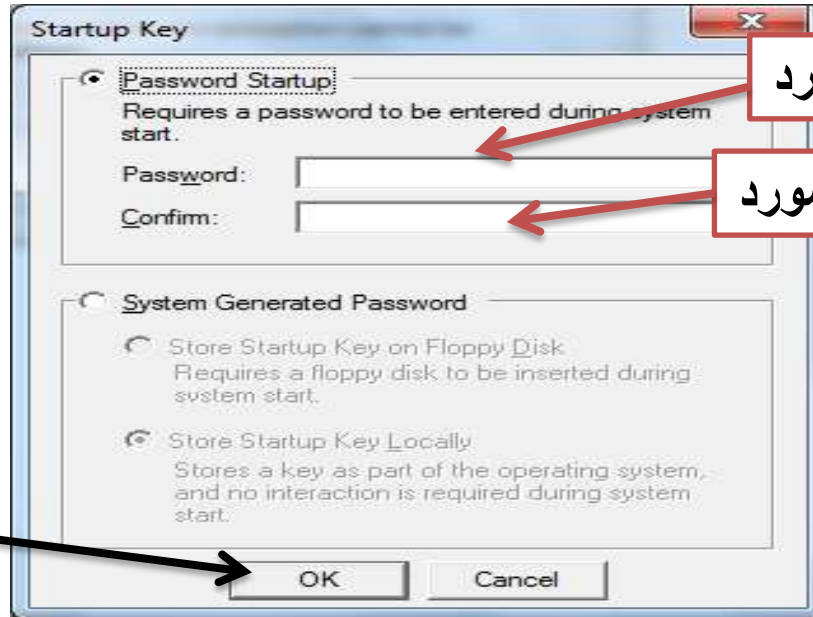 Startup Key
Password Startup
Requires a password to be entered during system
start.
Password:
Confirm:
System Generated Password
Store Startup Key on Floppy Disk
Requires a floppy disk to be inserted during
system start.
Store Startup Key Locally
Stores a key as part of the operating system,
and no interaction is required during system
start.
OK Cancel